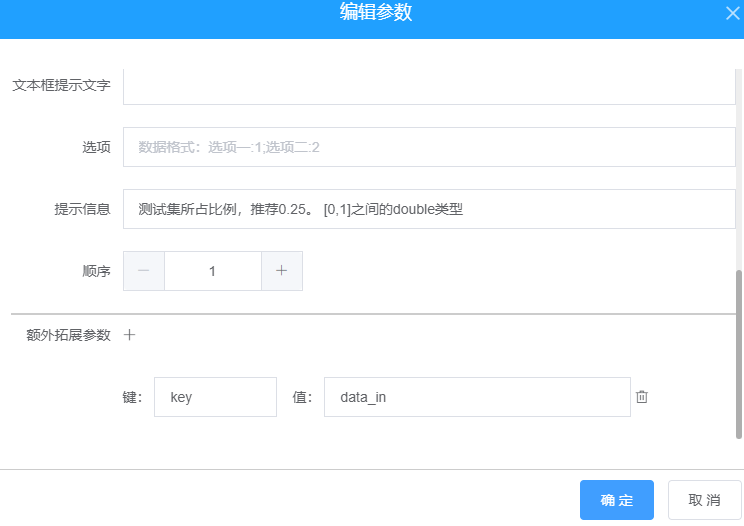 编辑参数
文本框提示文字
选项 数据格式：选项一:1;选项二:2
提示信息 测试集所占比例，推荐0.25。 [0,1]之间的double类型
顺序 1
额外拓展参数
键： key 值： data_in
确 定 取 消